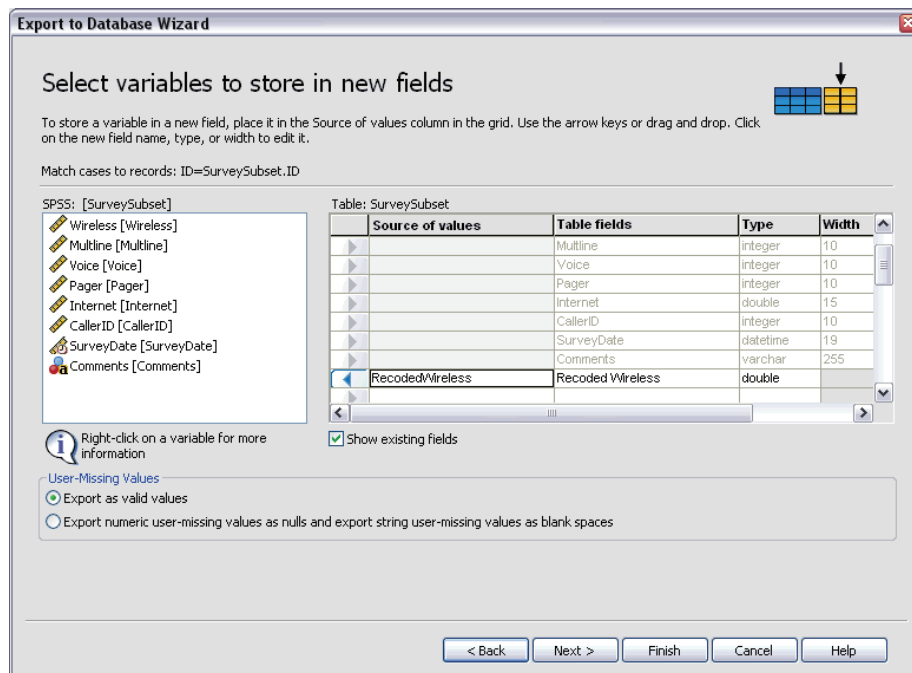 Export to Database Wizard
Select variables to store in new fields
To store a variable in a new field, place it in the Source of values column in the grid. Use the arrow keys or drag and drop. Click
on the new field name, type, or width to edit it.
Match cases to records: ID=SurveySubset.ID
SPSS: [SurveySubset]
Wireless [Wireless]
Multline [Multline]
Voice [Voice]
Pager [Pager]
Internet [Internet]
CallerID [CallerID]
SurveyDate [SurveyDate]
Comments [Comments]
Table: SurveySubset
Source of values Table fields Type Width
Multline integer 10
Voice integer 10
Pager integer 10
Internet double 15
CallerID integer 10
SurveyDate datetime 19
Comments varchar 255
RecodedWireless Recoded Wireless double
Right-click on a variable for more
information
Show existing fields
User-Missing Values
Export as valid values
Export numeric user-missing values as nulls and export string user-missing values as blank spaces
< Back Next > Finish Cancel Help